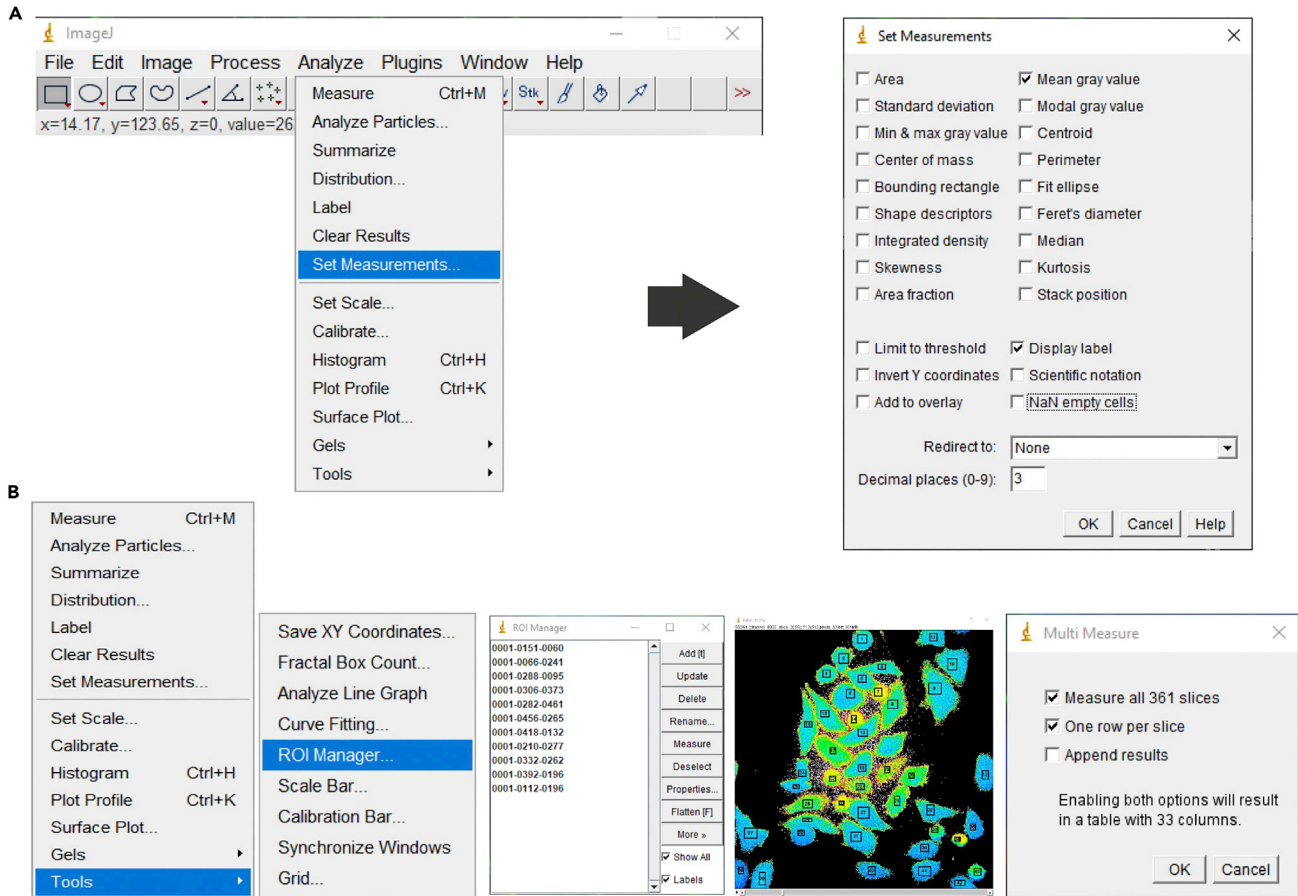 A
ImageJ
File Edit Image Process Analyze Plugins Window Help
Stk
>>
x=14.17, y=123.65, z=0, value=26
Measure Ctrl+M
Analyze Particles...
Summarize
Distribution...
Label
Clear Results
Set Measurements...
Set Scale...
Calibrate...
Histogram Ctrl+H
Plot Profile Ctrl+K
Surface Plot...
Gels
Tools
Set Measurements
Area Mean gray value
Standard deviation Modal gray value
Min & max gray value Centroid
Center of mass Perimeter
Bounding rectangle Fit ellipse
Shape descriptors Feret's diameter
Integrated density Median
Skewness Kurtosis
Area fraction Stack position
Limit to threshold Display label
Invert Y coordinates Scientific notation
Add to overlay NaN empty cells
Redirect to: None
Decimal places (0-9): 3
OK Cancel Help
B
Measure Ctrl+M
Analyze Particles...
Summarize
Distribution...
Label
Clear Results
Set Measurements...
Set Scale...
Calibrate...
Histogram Ctrl+H
Plot Profile Ctrl+K
Surface Plot...
Gels
Tools
Save XY Coordinates...
Fractal Box Count...
Analyze Line Graph
Curve Fitting...
ROI Manager...
Scale Bar...
Calibration Bar...
Synchronize Windows
Grid...
ROI Manager
0001-0151-0060
0001-0066-0241
0001-0288-0095
0001-0306-0373
0001-0282-0461
0001-0456-0265
0001-0418-0132
0001-0210-0277
0001-0332-0262
0001-0392-0196
0001-0112-0196
Add [t]
Update
Delete
Rename...
Measure
Deselect
Properties...
Flatten [F]
More »
Show All
Labels
Multi Measure
Measure all 361 slices
One row per slice
Append results
Enabling both options will result
in a table with 33 columns.
OK Cancel